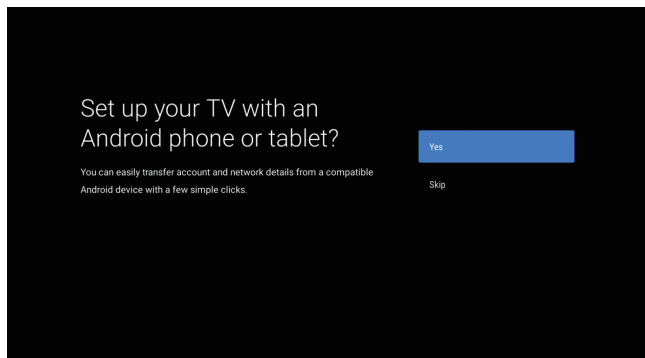 Set up your TV with an
Android phone or tablet?
You can easily transfer account and network details from a compatible
Android device with a few simple clicks.
Yes
Skip